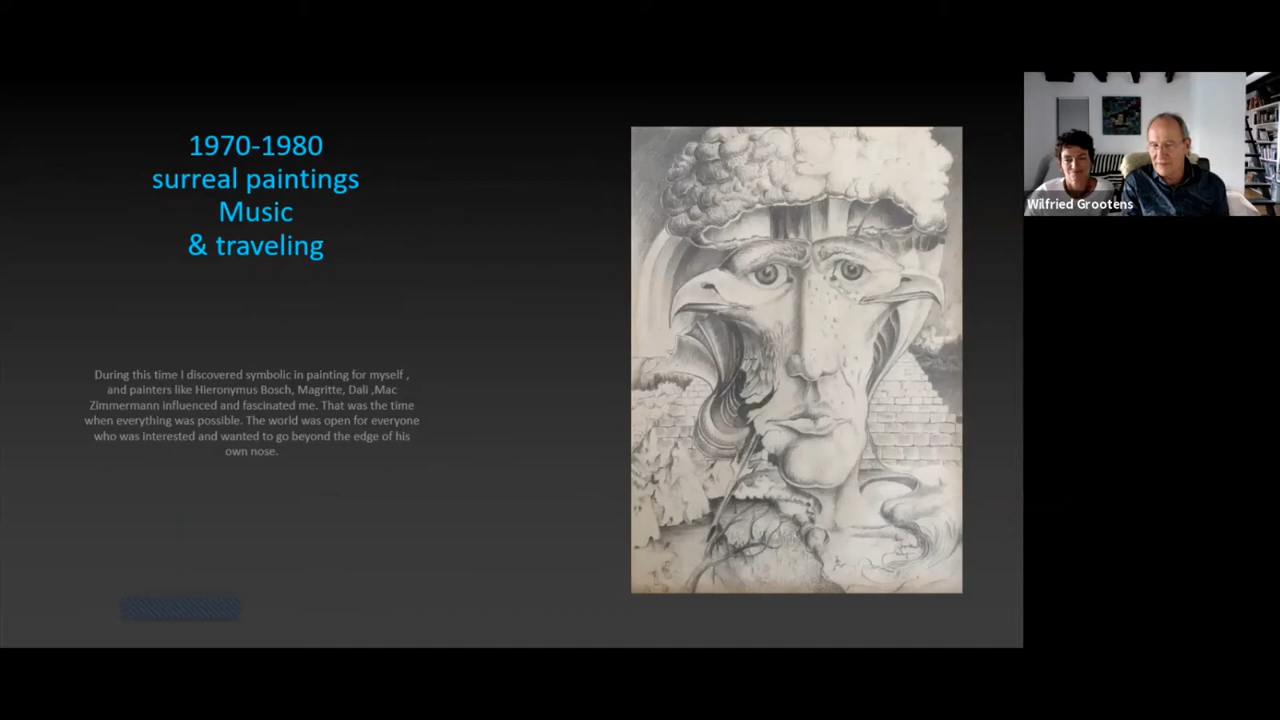 1970-1980
surreal paintings
Music
& traveling
During this time I discovered symbolic in painting for myself ,
and painters like Hieronymus Bosch, Magritte, Dali ,Mac
Zimmermann influenced and fascinated me. That was the time
when everything was possible. The world was open for everyone
who was interested and wanted to go beyond the edge of his
own nose.
Wilfried Grootens